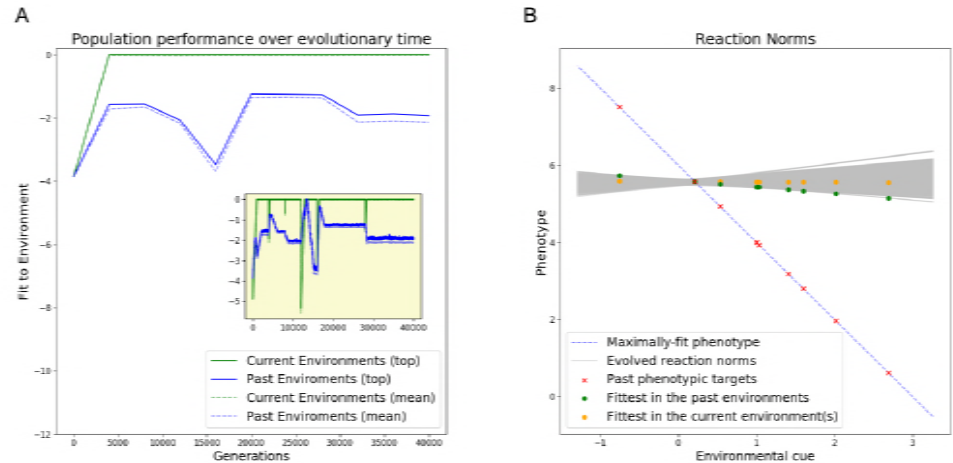 A
Population performance over evolutionary time
Fit to Environment
0
−2
−4
−6
−8
−10
−12
0
5000
10000
15000
20000
25000
30000
35000
40000
Generations
0
−1
−2
−3
−4
−5
0
10000
20000
30000
40000
Current Environments (top)
Past Enviroments (top)
Current Environments (mean)
Past Enviroments (mean)
B
Reaction Norms
Phenotype
8
6
4
2
0
−1
0
1
2
3
Environmental cue
Maximally-fit phenotype
Evolved reaction norms
Past phenotypic targets
Fittest in the past environments
Fittest in the current environment(s)